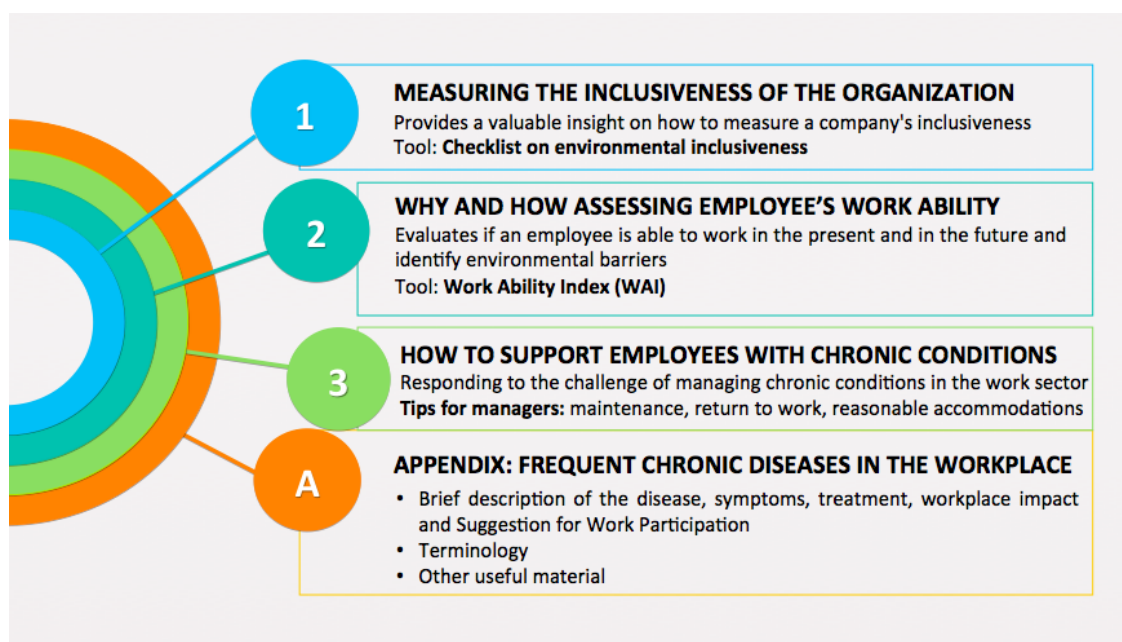 1
MEASURING THE INCLUSIVENESS OF THE ORGANIZATION
Provides a valuable insight on how to measure a company's inclusiveness
Tool: Checklist on environmental inclusiveness
2
WHY AND HOW ASSESSING EMPLOYEE’S WORK ABILITY
Evaluates if an employee is able to work in the present and in the future and
identify environmental barriers
Tool: Work Ability Index (WAI)
3
HOW TO SUPPORT EMPLOYEES WITH CHRONIC CONDITIONS
Responding to the challenge of managing chronic conditions in the work sector
Tips for managers: maintenance, return to work, reasonable accommodations
A
APPENDIX: FREQUENT CHRONIC DISEASES IN THE WORKPLACE
• Brief description of the disease, symptoms, treatment, workplace impact
and Suggestion for Work Participation
• Terminology
• Other useful material